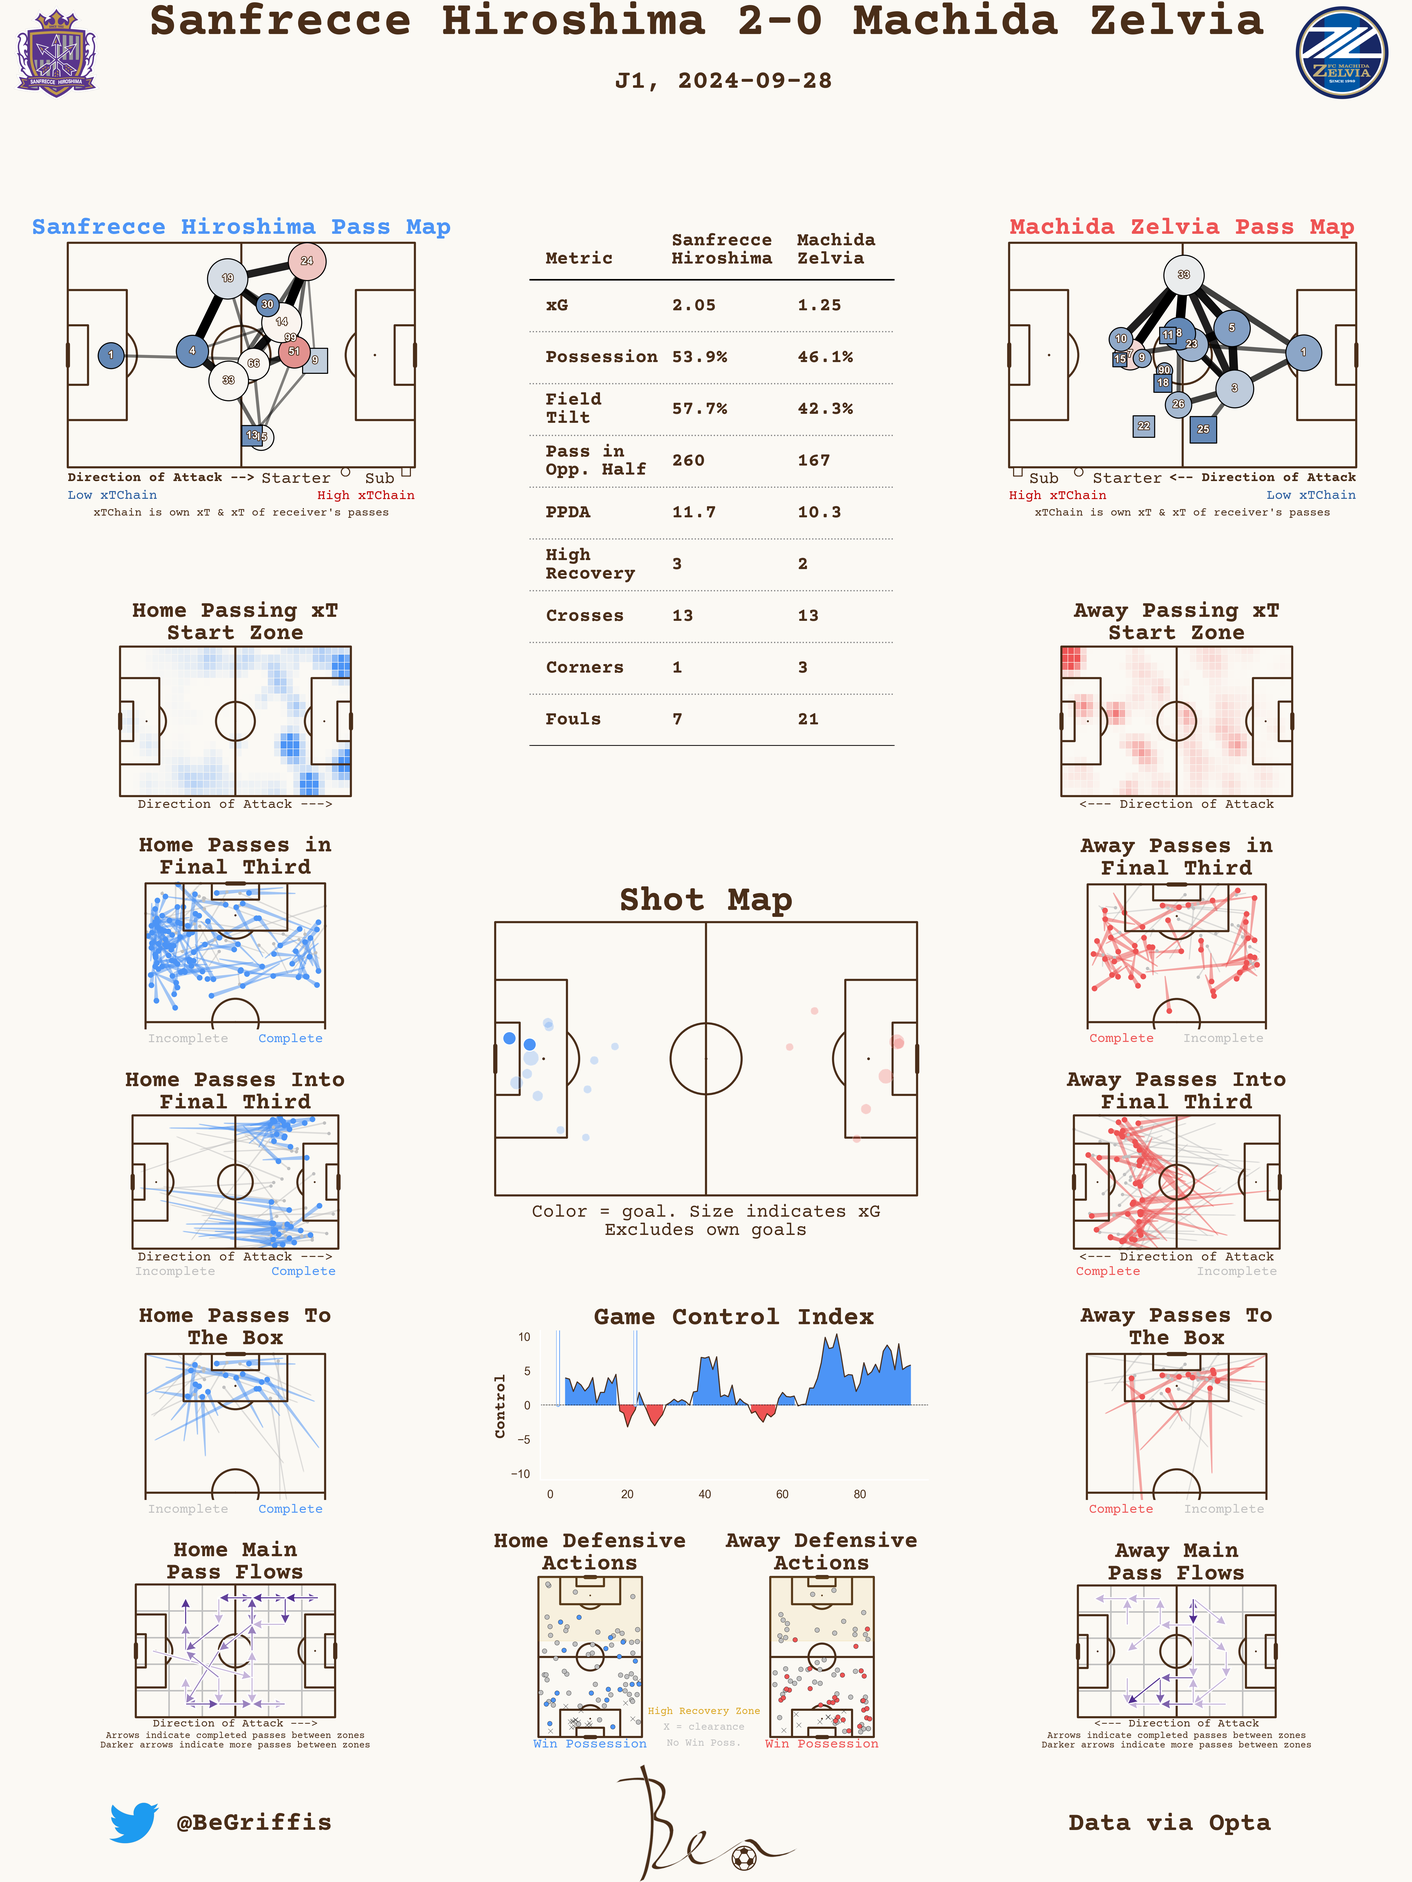 Sanfrecce Hiroshima 2-0 Machida Zelvia
J1, 2024-09-28
SANFRECCE HIROSHIMA
FC MACHIDA
ZELVIA
SINCE 1989
Sanfrecce Hiroshima Pass Map
19
24
30
14
99
1
4
51
9
66
33
13
15
Direction of Attack --> Starter Sub
Low xTChain High xTChain
xTChain is own xT & xT of receiver's passes
Metric Sanfrecce Hiroshima Machida Zelvia
xG 2.05 1.25
Possession 53.9% 46.1%
Field Tilt 57.7% 42.3%
Pass in Opp. Half 260 167
PPDA 11.7 10.3
High Recovery 3 2
Crosses 13 13
Corners 1 3
Fouls 7 21
Machida Zelvia Pass Map
33
10
11
8
5
23
15
7
9
1
90
18
3
26
22
25
Sub Starter <-- Direction of Attack
High xTChain Low xTChain
xTChain is own xT & xT of receiver's passes
Home Passing xT
Start Zone
Direction of Attack --->
Away Passing xT
Start Zone
<--- Direction of Attack
Home Passes in
Final Third
Incomplete Complete
Away Passes in
Final Third
Complete Incomplete
Shot Map
Color = goal. Size indicates xG
Excludes own goals
Home Passes Into
Final Third
Direction of Attack --->
Incomplete Complete
Away Passes Into
Final Third
<--- Direction of Attack
Complete Incomplete
Home Passes To
The Box
Incomplete Complete
Game Control Index
Control
10
5
0
−5
−10
0 20 40 60 80
Away Passes To
The Box
Complete Incomplete
Home Main
Pass Flows
Direction of Attack --->
Arrows indicate completed passes between zones
Darker arrows indicate more passes between zones
Home Defensive
Actions
Win Possession
Away Defensive
Actions
Win Possession
High Recovery Zone
X = clearance
No Win Poss.
Away Main
Pass Flows
<--- Direction of Attack
Arrows indicate completed passes between zones
Darker arrows indicate more passes between zones
@BeGriffis
Ben
Data via Opta